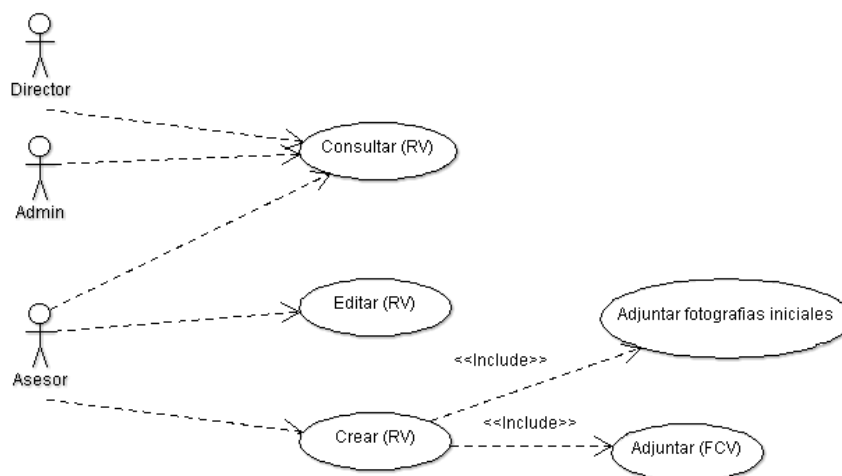 Director
Consultar (RV)
Admin
Editar (RV)
Adjuntar fotografias iniciales
Asesor
<<Include>>
<<Include>>
Crear (RV)
Adjuntar (FCV)